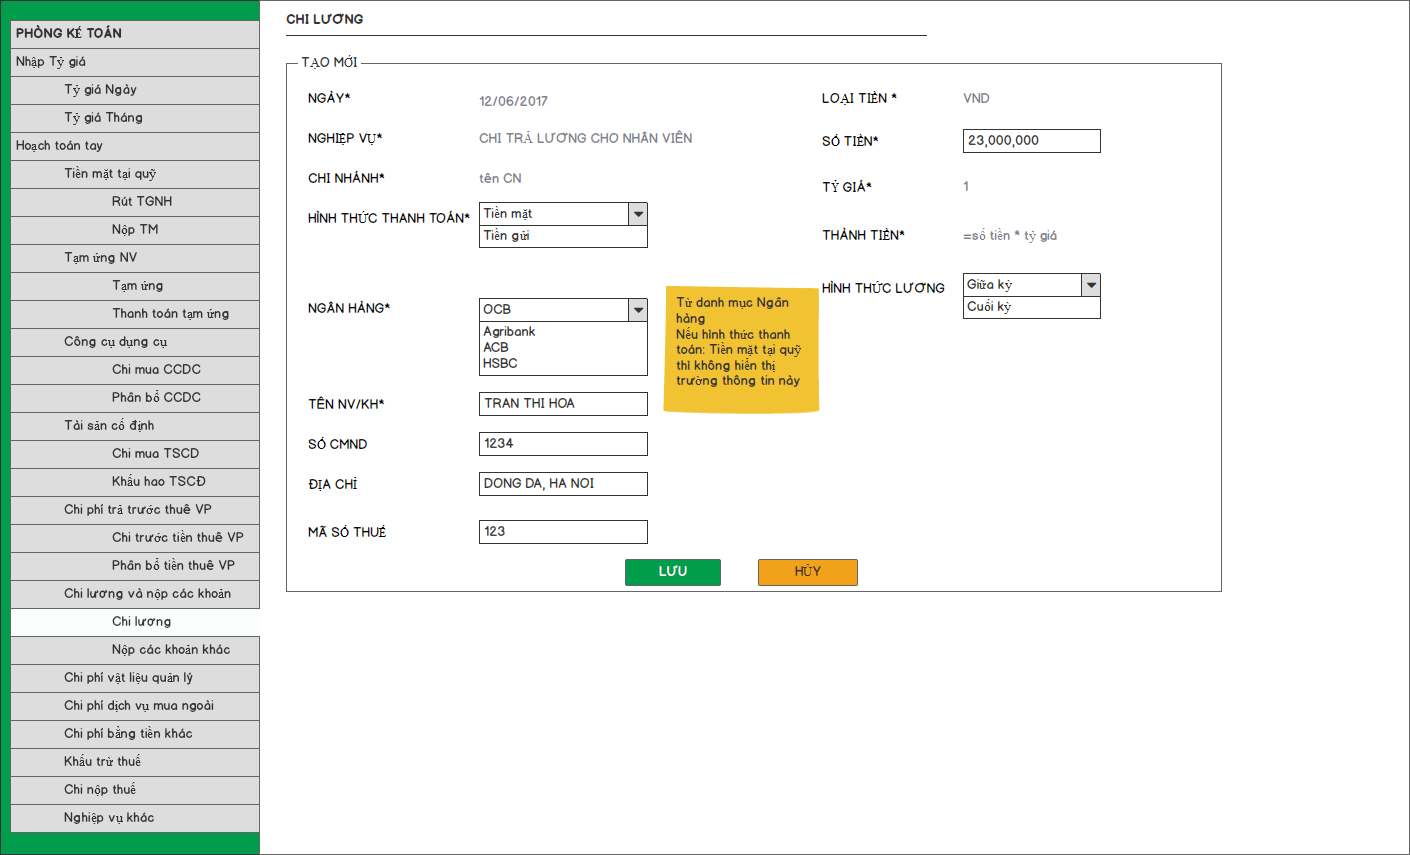 PHÒNG KẾ TOÁN
Nhập Tỷ giá
Tỷ giá Ngày
Tỷ giá Tháng
Hoạch toán tay
Tiền mặt tại quỹ
Rút TGNH
Nộp TM
Tạm ứng NV
Tạm ứng
Thanh toán tạm ứng
Công cụ dụng cụ
Chi mua CCDC
Phân bổ CCDC
Tài sản cố định
Chi mua TSCD
Khấu hao TSCĐ
Chi phí trả trước thuê VP
Chi trước tiền thuê VP
Phân bổ tiền thuê VP
Chi lương và nộp các khoản
Chi lương
Nộp các khoản khác
Chi phí vật liệu quản lý
Chi phí dịch vụ mua ngoài
Chi phí bằng tiền khác
Khấu trừ thuế
Chi nộp thuế
Nghiệp vụ khác
CHI LƯƠNG
TẠO MỚI
NGÀY* 12/06/2017
NGHIỆP VỤ* CHI TRẢ LƯƠNG CHO NHÂN VIÊN
CHI NHÁNH* tên CN
HÌNH THỨC THANH TOÁN* Tiền mặt
Tiền gửi
NGÂN HÀNG* OCB
Agribank
ACB
HSBC
TÊN NV/KH* TRAN THI HOA
SỐ CMND 1234
ĐỊA CHỈ DONG DA, HA NOI
MÃ SỐ THUẾ 123
Từ danh mục Ngân
hàng
Nếu hình thức thanh
toán: Tiền mặt tại quỹ
thì không hiển thị
trường thông tin này
LOẠI TIỀN * VND
SỐ TIỀN* 23,000,000
TỶ GIÁ* 1
THÀNH TIỀN* =số tiền * tỷ giá
HÌNH THỨC LƯƠNG Giữa kỳ
Cuối kỳ
LƯU HỦY